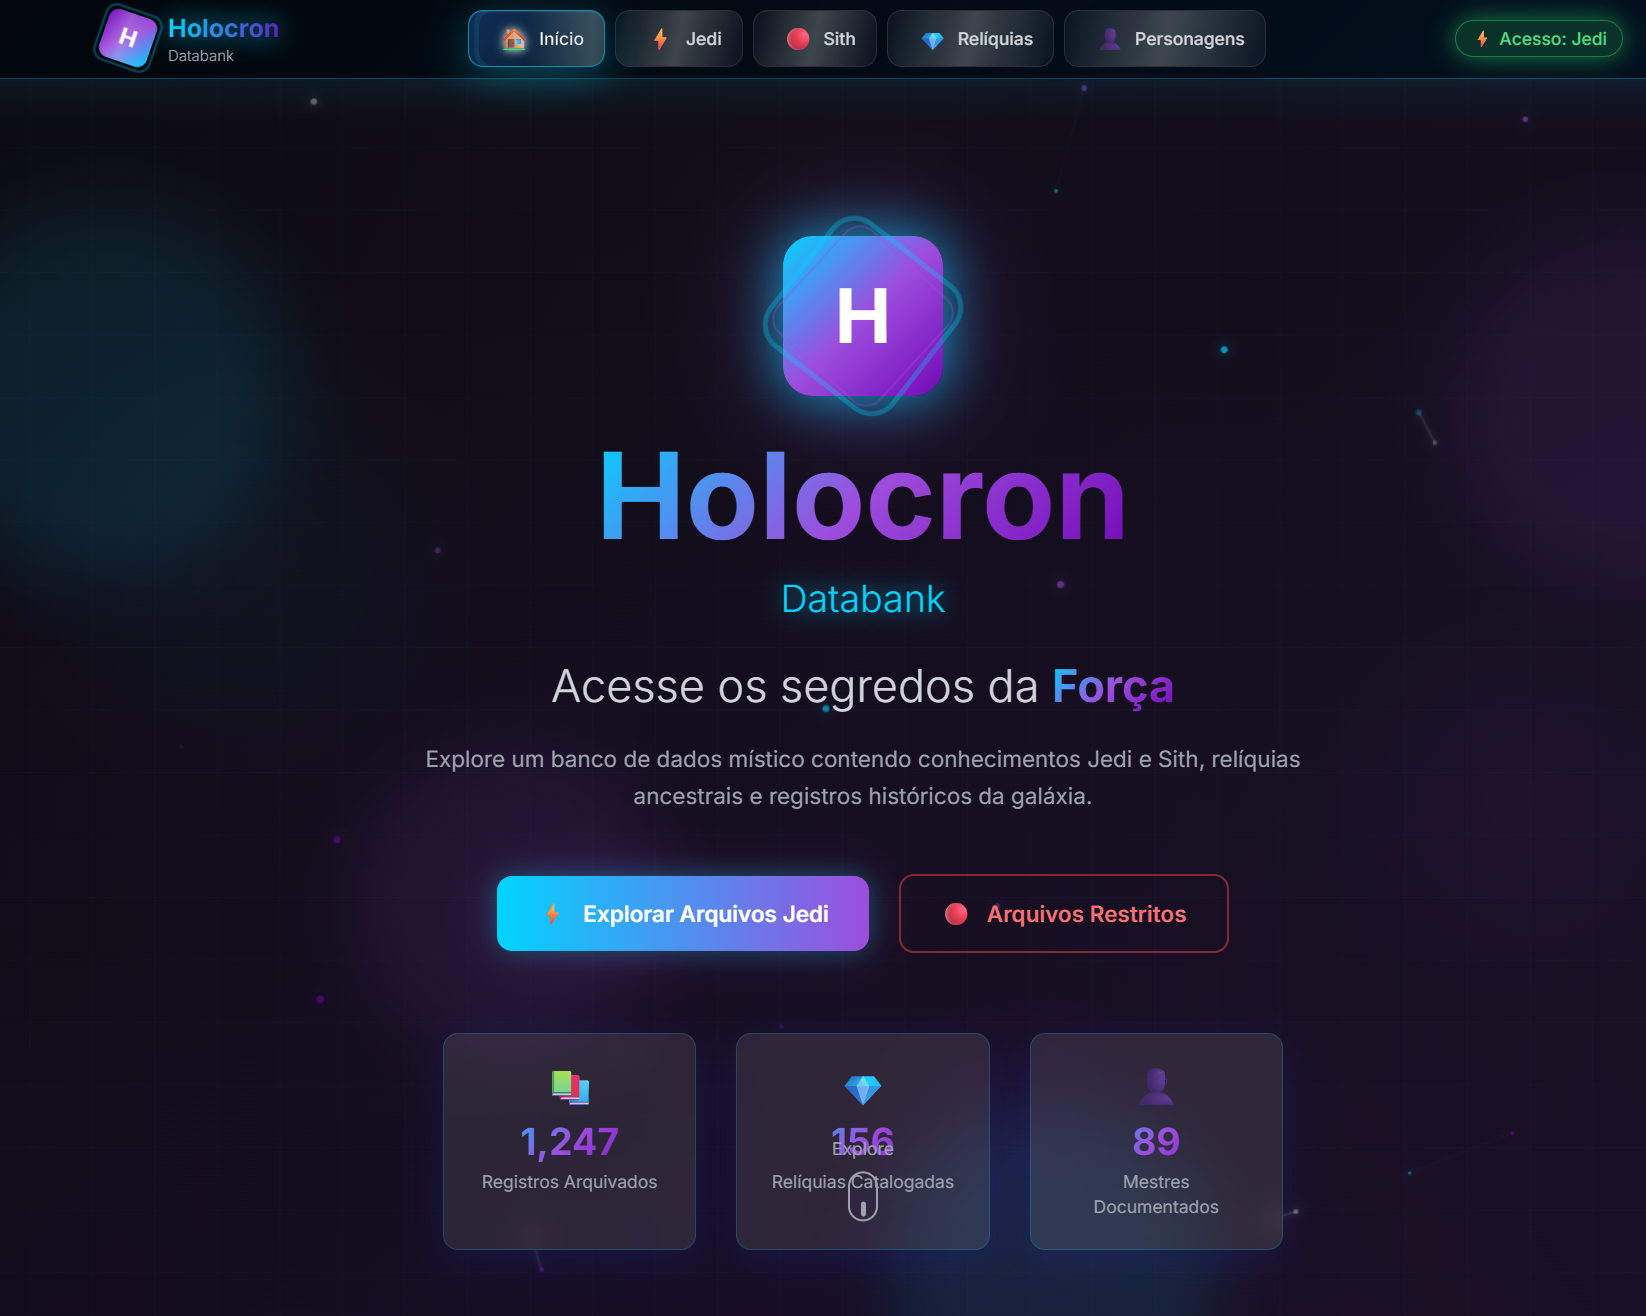 H
Holocron
Databank
Início
Jedi
Sith
Relíquias
Personagens
Acesso: Jedi
H
Holocron
Databank
Acesse os segredos da Força
Explore um banco de dados místico contendo conhecimentos Jedi e Sith, relíquias
ancestrais e registros históricos da galáxia.
Explorar Arquivos Jedi
Arquivos Restritos
1,247
Registros Arquivados
156
Explore
Relíquias Catalogadas
89
Mestres
Documentados